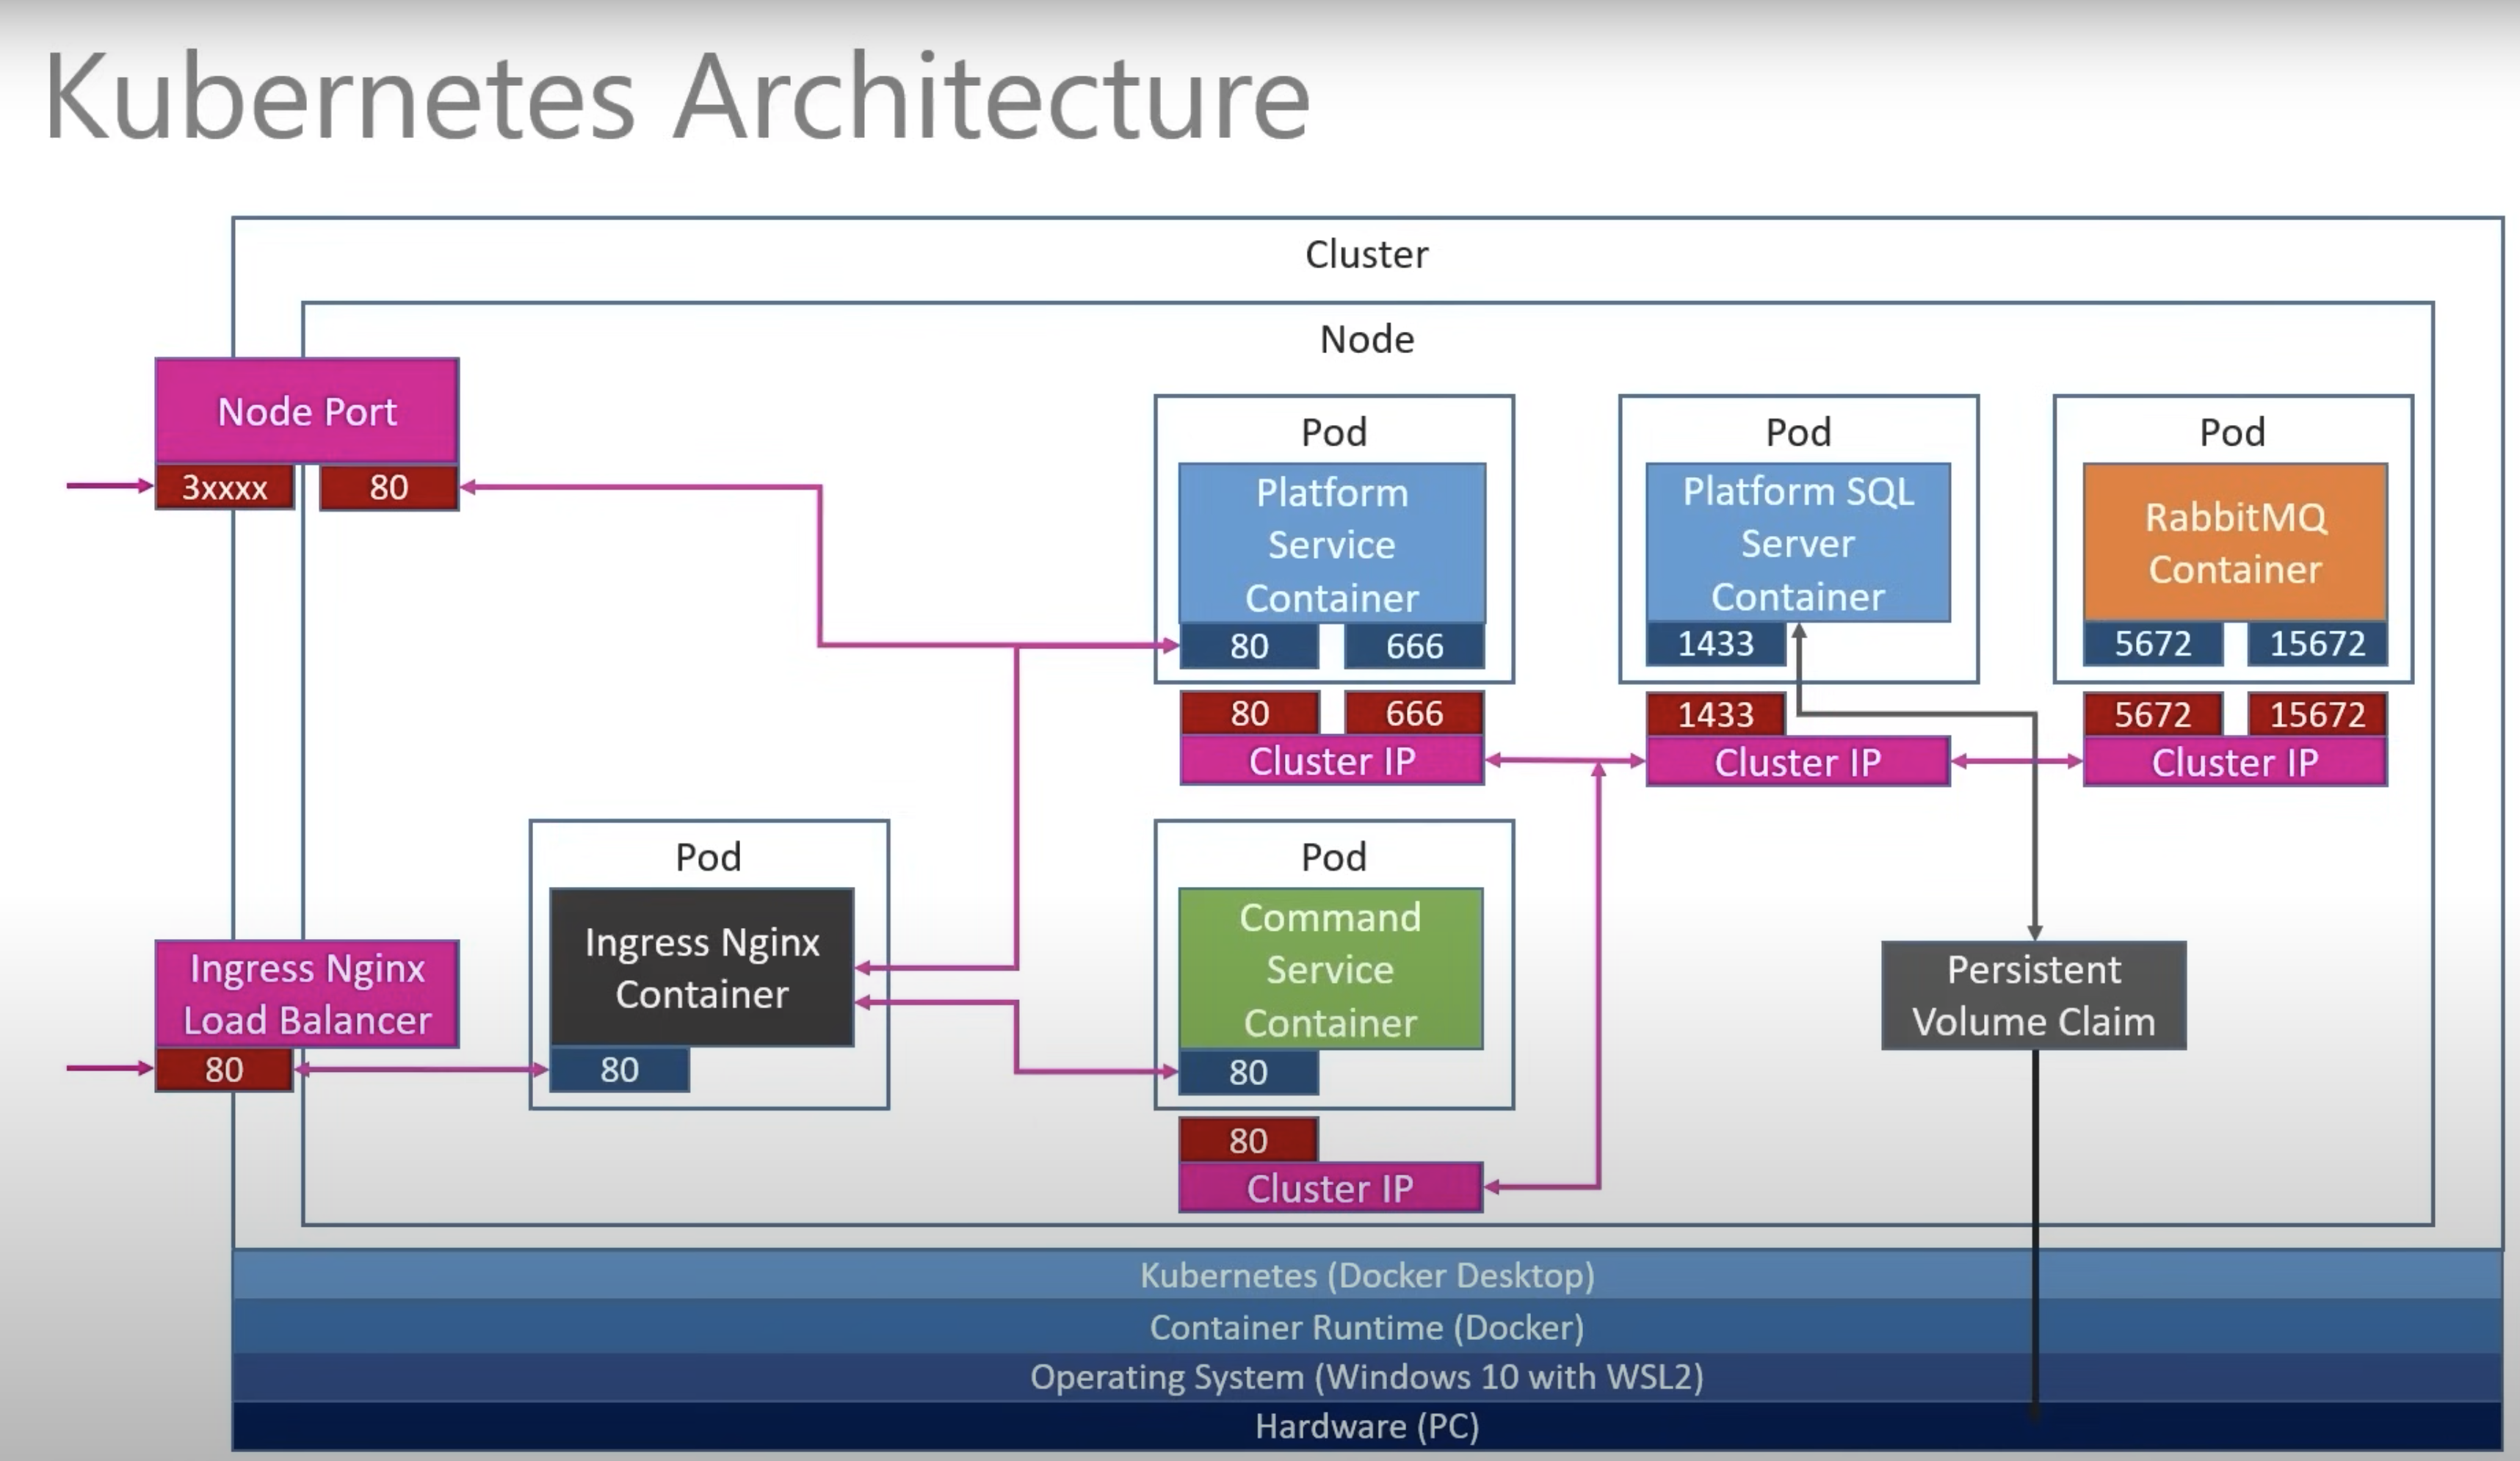 Kubernetes Architecture
Cluster
Node
Node Port
3xxxx
80
Pod
Platform
Service
Container
80
666
80
666
Cluster IP
Pod
Platform SQL
Server
Container
1433
1433
Cluster IP
Pod
RabbitMQ
Container
5672
15672
5672
15672
Cluster IP
Ingress Nginx
Load Balancer
80
Pod
Ingress Nginx
Container
80
Pod
Command
Service
Container
80
80
Cluster IP
Persistent
Volume Claim
Kubernetes (Docker Desktop)
Container Runtime (Docker)
Operating System (Windows 10 with WSL2)
Hardware (PC)